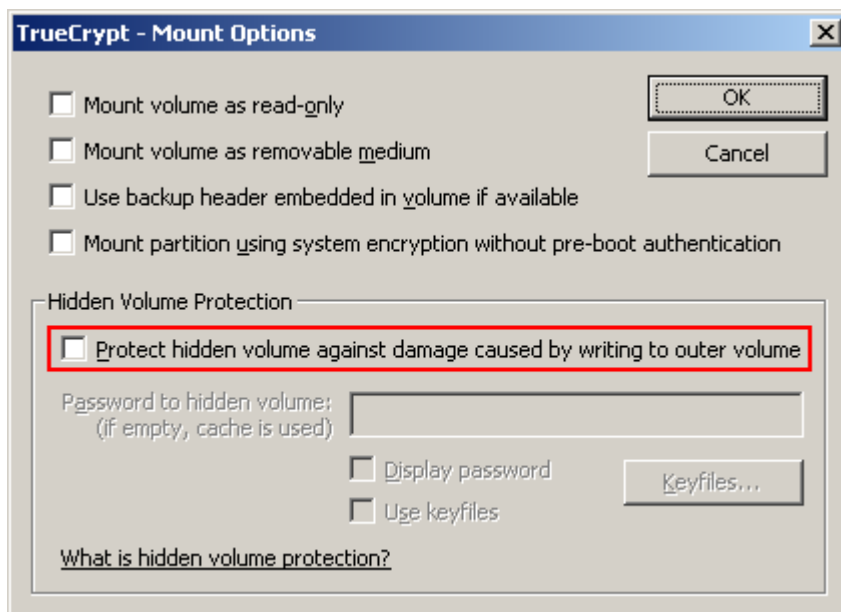 TrueCrypt - Mount Options
Mount volume as read-only
OK
Mount volume as removable medium
Cancel
Use backup header embedded in volume if available
Mount partition using system encryption without pre-boot authentication
Hidden Volume Protection
Protect hidden volume against damage caused by writing to outer volume
Password to hidden volume:
(if empty, cache is used)
Display password
Keyfiles...
Use keyfiles
What is hidden volume protection?